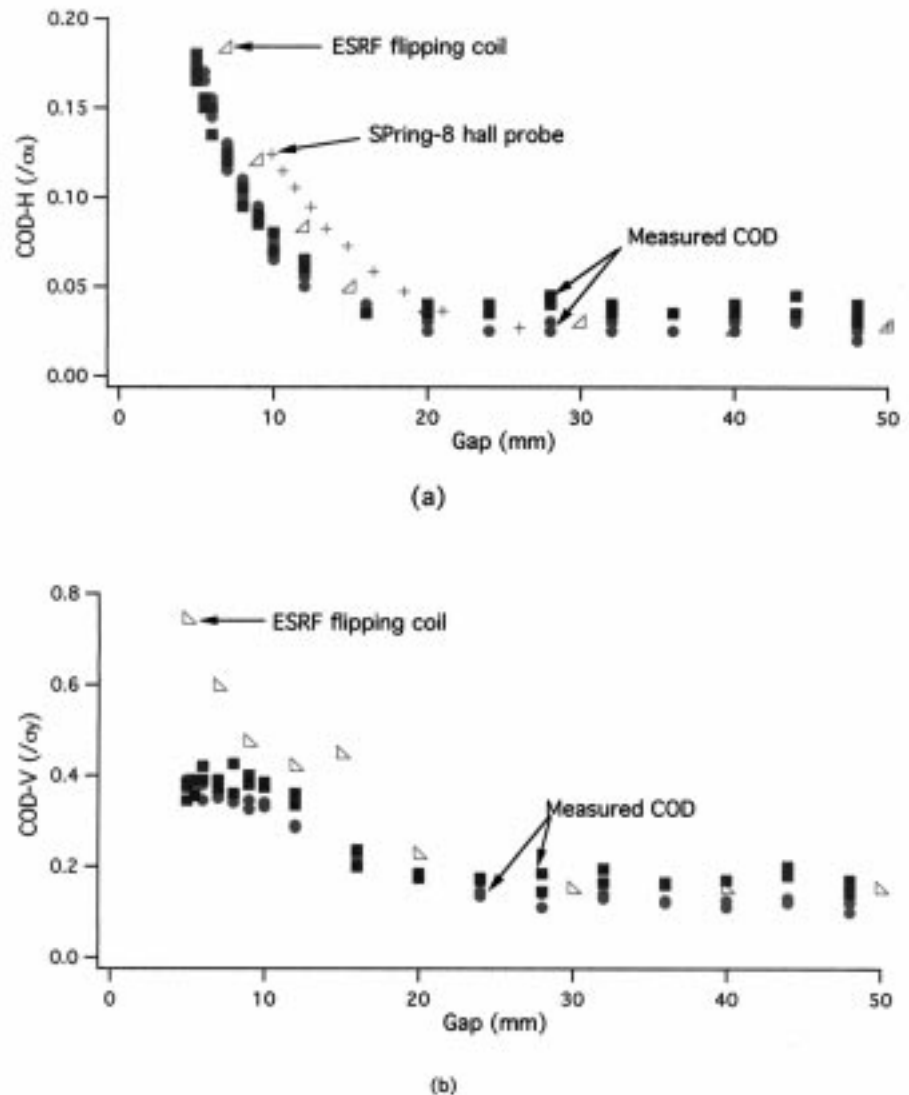 0.20
ESRF flipping coil
0.15
SPring-8 hall probe
COD-H (/σx)
0.10
Measured COD
0.05
0.00
0 10 20 30 40 50
Gap (mm)
(a)
0.8
ESRF flipping coil
0.6
COD-V (/σy)
0.4
Measured COD
0.2
0.0
0 10 20 30 40 50
Gap (mm)
(b)